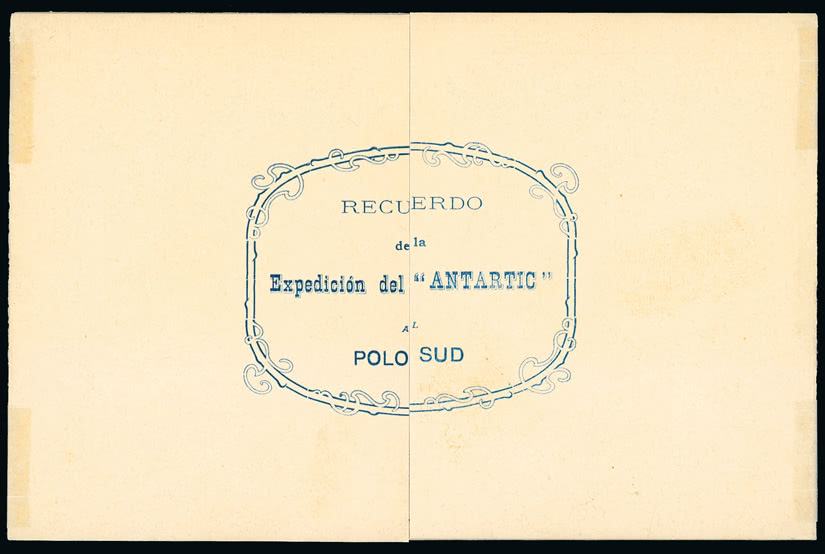 RECUERDO
de la
Expedición del "ANTARTIC"
AL
POLO SUD